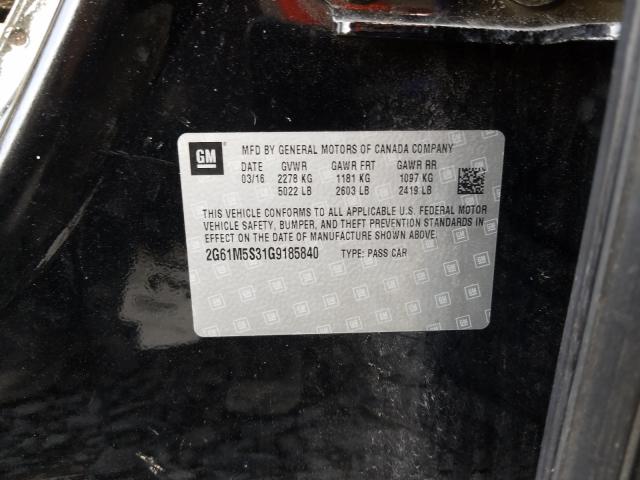 GM
MFD BY GENERAL MOTORS OF CANADA COMPANY
DATE GVWR GAWR FRT GAWR RR
03/16 2278 KG 1181 KG 1097 KG
5022 LB 2603 LB 2419 LB
THIS VEHICLE CONFORMS TO ALL APPLICABLE U.S. FEDERAL MOTOR
VEHICLE SAFETY, BUMPER, AND THEFT PREVENTION STANDARDS IN
EFFECT ON THE DATE OF MANUFACTURE SHOWN ABOVE.
2G61M5S31G9185840 TYPE: PASS CAR